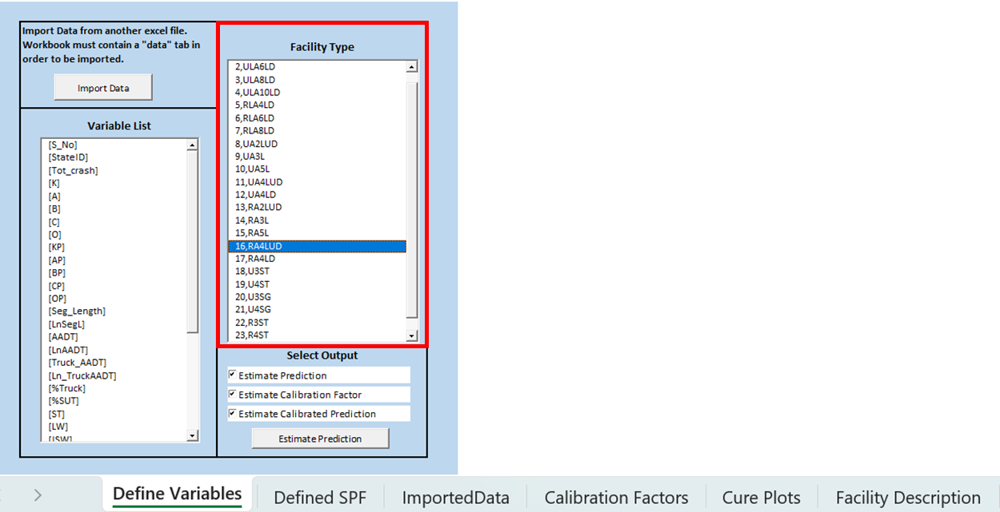 Import Data from another excel file.
Workbook must contain a "data" tab in
order to be imported.
Import Data
Variable List
[S_No]
[StateID]
[Tot_crash]
[K]
[A]
[B]
[C]
[O]
[KP]
[AP]
[BP]
[CP]
[OP]
[Seg_Length]
[LnSegL]
[AADT]
[LnAADT]
[Truck_AADT]
[Ln_TruckAADT]
[%Truck]
[%SUT]
[ST]
[LW]
Facility Type
2,ULA6LD
3,ULA8LD
4,ULA10LD
5,RLA4LD
6,RLA6LD
7,RLA8LD
8,UA2LUD
9,UA3L
10,UA5L
11,UA4LUD
12,UA4LD
13,RA2LUD
14,RA3L
15,RA5L
16,RA4LUD
17,RA4LD
18,U3ST
19,U4ST
20,U3SG
21,U4SG
22,R3ST
23,R4ST
Select Output
Estimate Prediction
Estimate Calibration Factor
Estimate Calibrated Prediction
Estimate Prediction
Define Variables
Defined SPF
ImportedData
Calibration Factors
Cure Plots
Facility Description